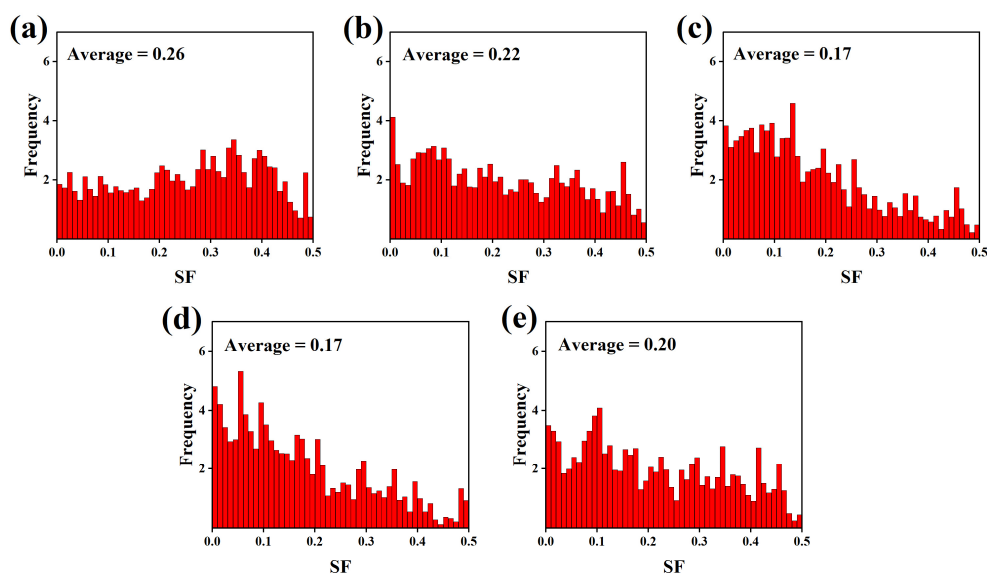 (a)
Average = 0.26
Frequency
6
4
2
0.0 0.1 0.2 0.3 0.4 0.5
SF
(b)
Average = 0.22
Frequency
6
4
2
0.0 0.1 0.2 0.3 0.4 0.5
SF
(c)
Average = 0.17
Frequency
6
4
2
0.0 0.1 0.2 0.3 0.4 0.5
SF
(d)
Average = 0.17
Frequency
6
4
2
0.0 0.1 0.2 0.3 0.4 0.5
SF
(e)
Average = 0.20
Frequency
6
4
2
0.0 0.1 0.2 0.3 0.4 0.5
SF